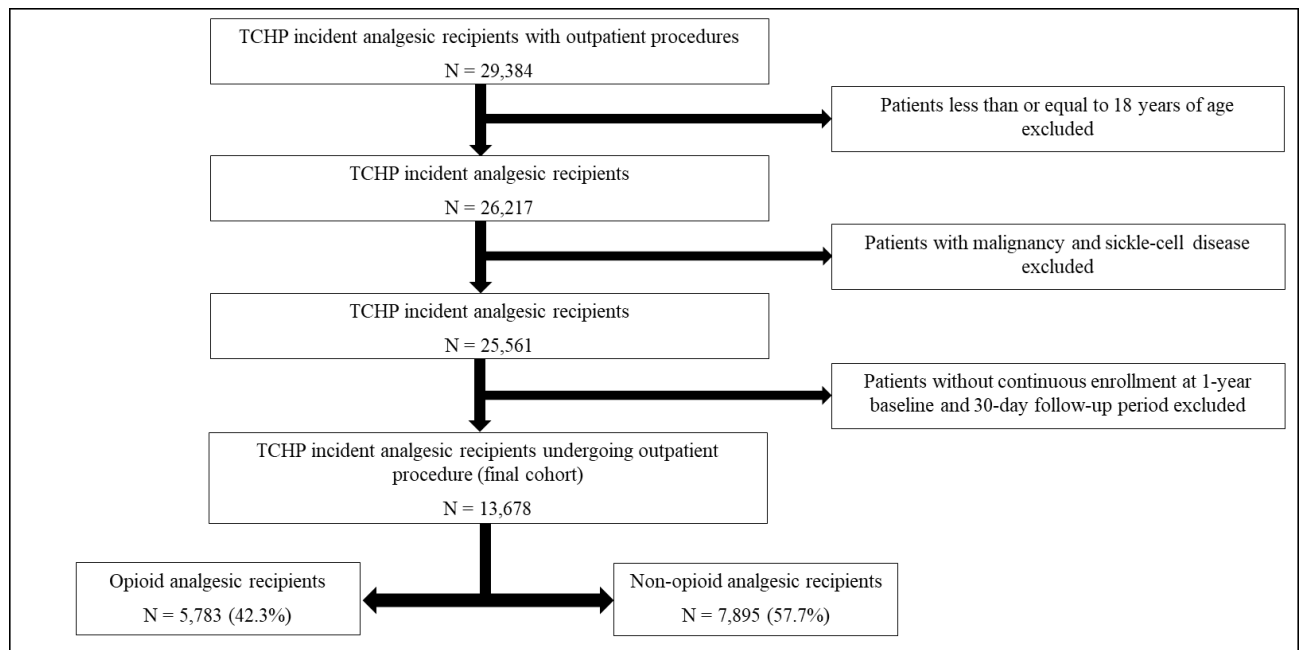 TCHP incident analgesic recipients with outpatient procedures
N = 29,384
Patients less than or equal to 18 years of age
excluded
TCHP incident analgesic recipients
N = 26,217
Patients with malignancy and sickle-cell disease
excluded
TCHP incident analgesic recipients
N = 25,561
Patients without continuous enrollment at 1-year
baseline and 30-day follow-up period excluded
TCHP incident analgesic recipients undergoing outpatient
procedure (final cohort)
N = 13,678
Opioid analgesic recipients
N = 5,783 (42.3%)
Non-opioid analgesic recipients
N = 7,895 (57.7%)